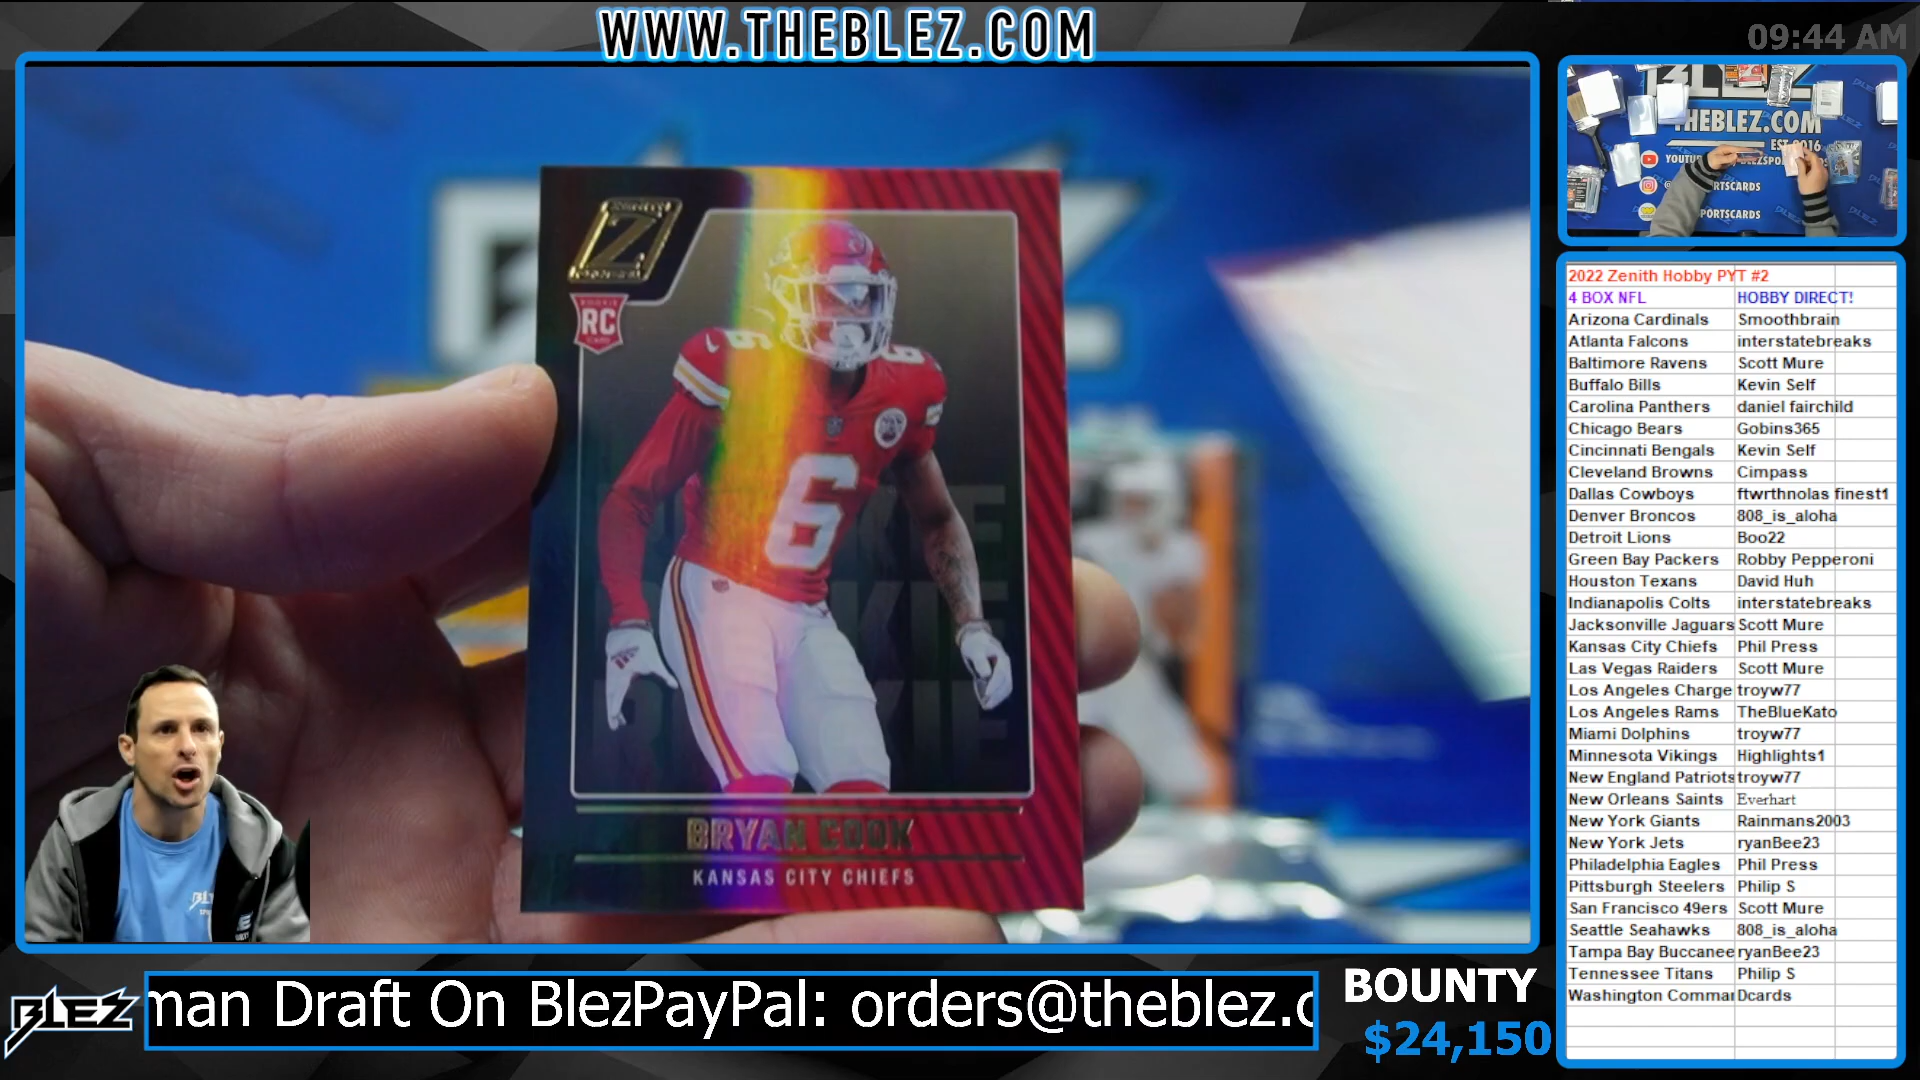 WWW.THEBLEZ.COM
09:44 AM
Z
ROOKIE
RC
CARD
6
6
6
BRYAN COOK
KANSAS CITY CHIEFS
THEBLEZ.COM
2022 Zenith Hobby PYT #2
4 BOX NFL HOBBY DIRECT!
Arizona Cardinals Smoothbrain
Atlanta Falcons interstatebreaks
Baltimore Ravens Scott Mure
Buffalo Bills Kevin Self
Carolina Panthers daniel fairchild
Chicago Bears Gobins365
Cincinnati Bengals Kevin Self
Cleveland Browns Cimpass
Dallas Cowboys ftwrthnolas finest1
Denver Broncos 808_is_aloha
Detroit Lions Boo22
Green Bay Packers Robby Pepperoni
Houston Texans David Huh
Indianapolis Colts interstatebreaks
Jacksonville Jaguars Scott Mure
Kansas City Chiefs Phil Press
Las Vegas Raiders Scott Mure
Los Angeles Charge troyw77
Los Angeles Rams TheBlueKato
Miami Dolphins troyw77
Minnesota Vikings Highlights1
New England Patriots troyw77
New Orleans Saints Everhart
New York Giants Rainmans2003
New York Jets ryanBee23
Philadelphia Eagles Phil Press
Pittsburgh Steelers Philip S
San Francisco 49ers Scott Mure
Seattle Seahawks 808_is_aloha
Tampa Bay Buccanee ryanBee23
Tennessee Titans Philip S
Washington Comman Dcards
BLEZ
man Draft On BlezPayPal: orders@theblez.c
BOUNTY
$24,150